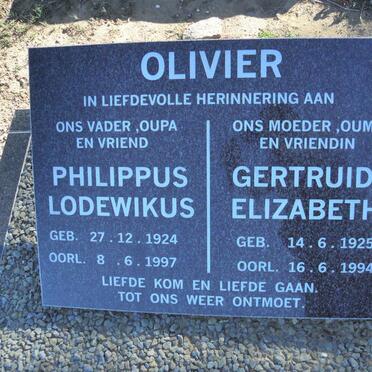 OLIVIER
IN LIEFDEVOLLE HERINNERING AAN
ONS VADER ,OUPA
EN VRIEND
PHILIPPUS
LODEWIKUS
GEB. 27.12.1924
OORL. 8.6.1997
ONS MOEDER ,OUM
EN VRIENDIN
GERTRUID
ELIZABETH
GEB. 14.6.1925
OORL. 16.6.1994
LIEFDE KOM EN LIEFDE GAAN.
TOT ONS WEER ONTMOET.